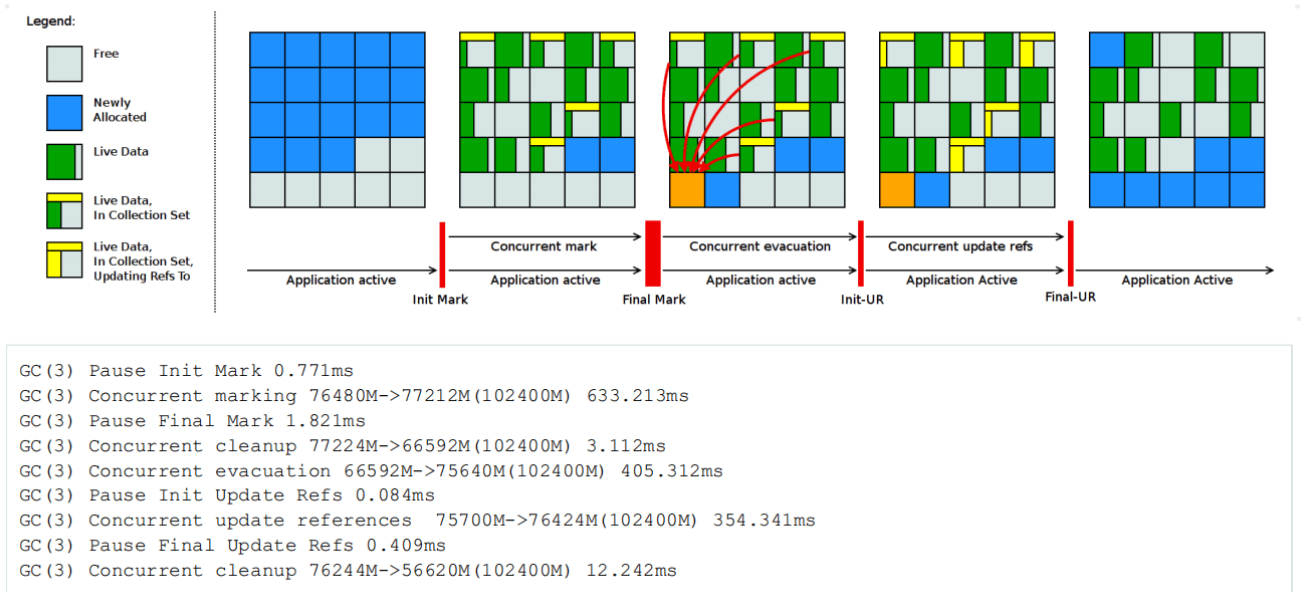 Legend:
Free
Newly
Allocated
Live Data
Live Data,
In Collection Set
Live Data,
In Collection Set,
Updating Refs To
Concurrent mark
Concurrent evacuation
Concurrent update refs
Application active
Application active
Application active
Application Active
Application Active
Init Mark
Final Mark
Init-UR
Final-UR
GC(3) Pause Init Mark 0.771ms
GC(3) Concurrent marking 76480M->77212M(102400M) 633.213ms
GC(3) Pause Final Mark 1.821ms
GC(3) Concurrent cleanup 77224M->66592M(102400M) 3.112ms
GC(3) Concurrent evacuation 66592M->75640M(102400M) 405.312ms
GC(3) Pause Init Update Refs 0.084ms
GC(3) Concurrent update references  75700M->76424M(102400M) 354.341ms
GC(3) Pause Final Update Refs 0.409ms
GC(3) Concurrent cleanup 76244M->56620M(102400M) 12.242ms